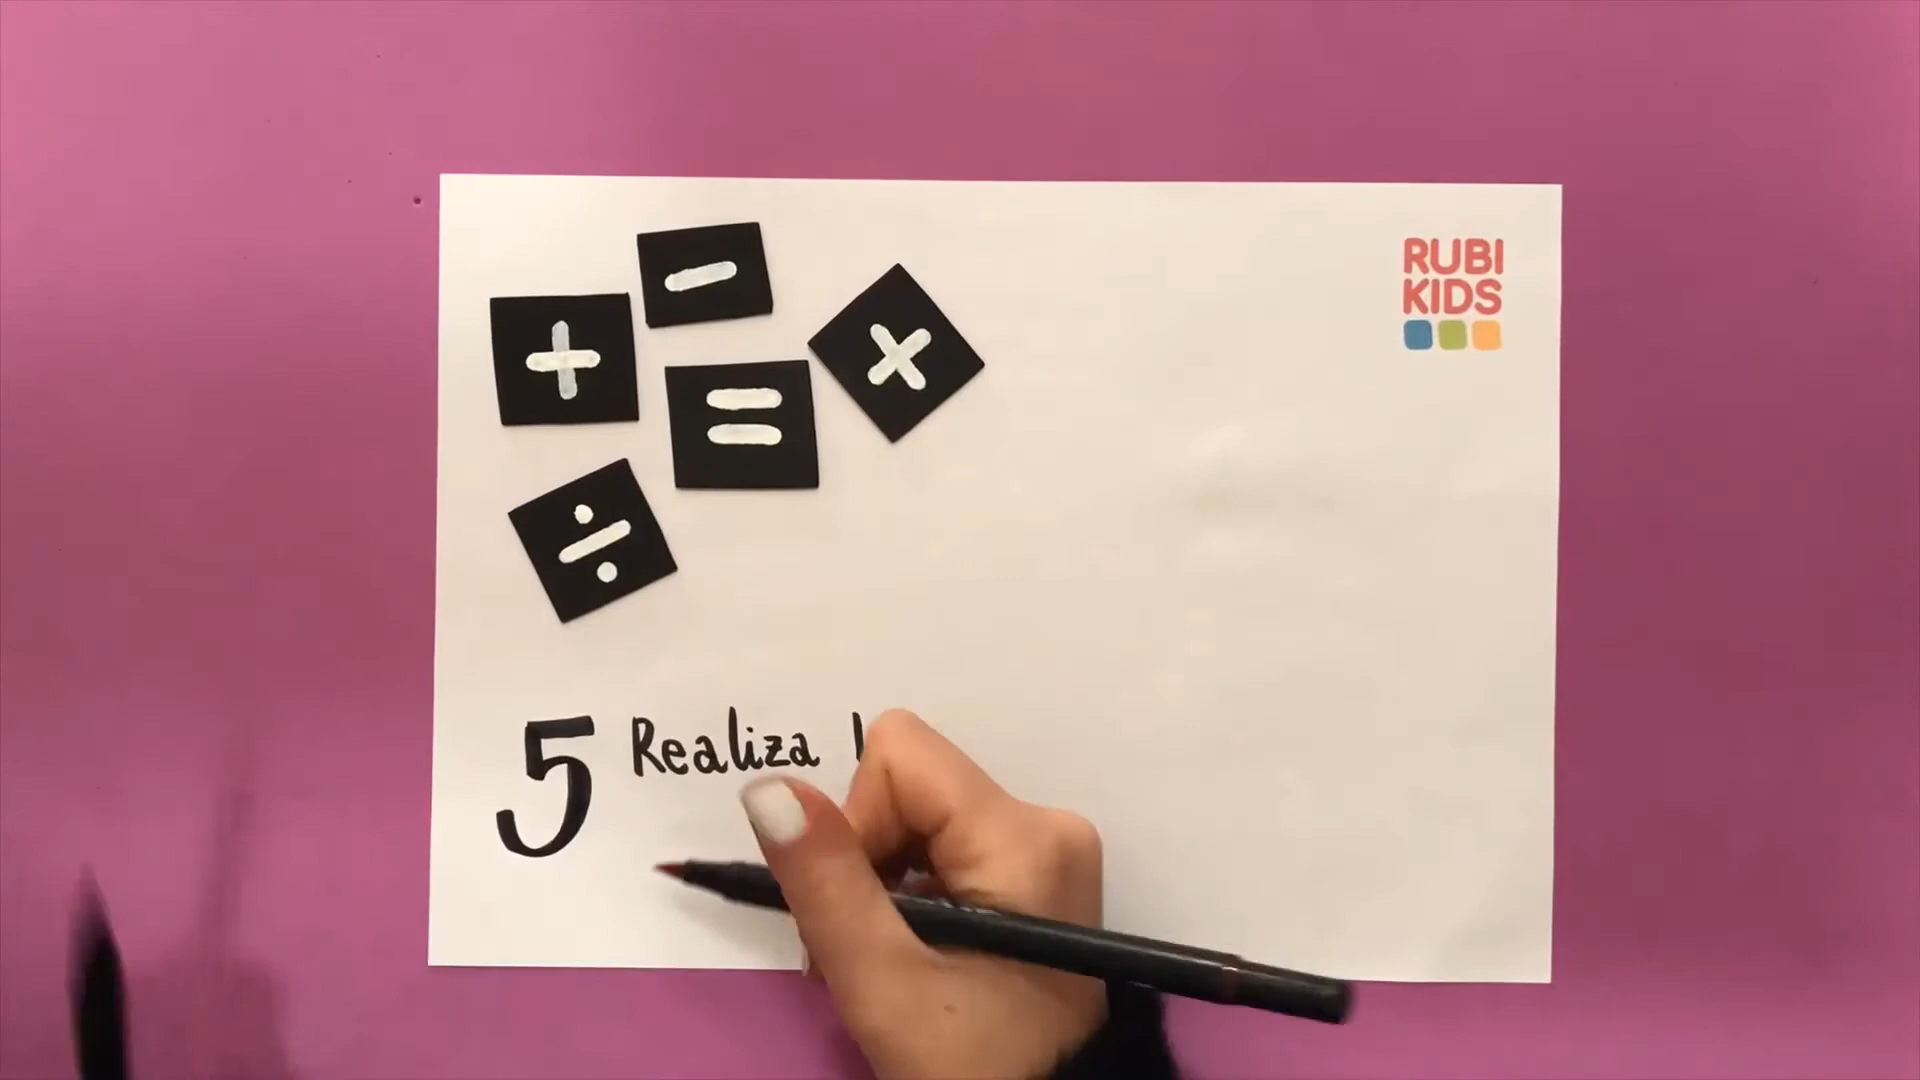 −
+
×
=
÷
RUBI
KIDS
5 Realiza